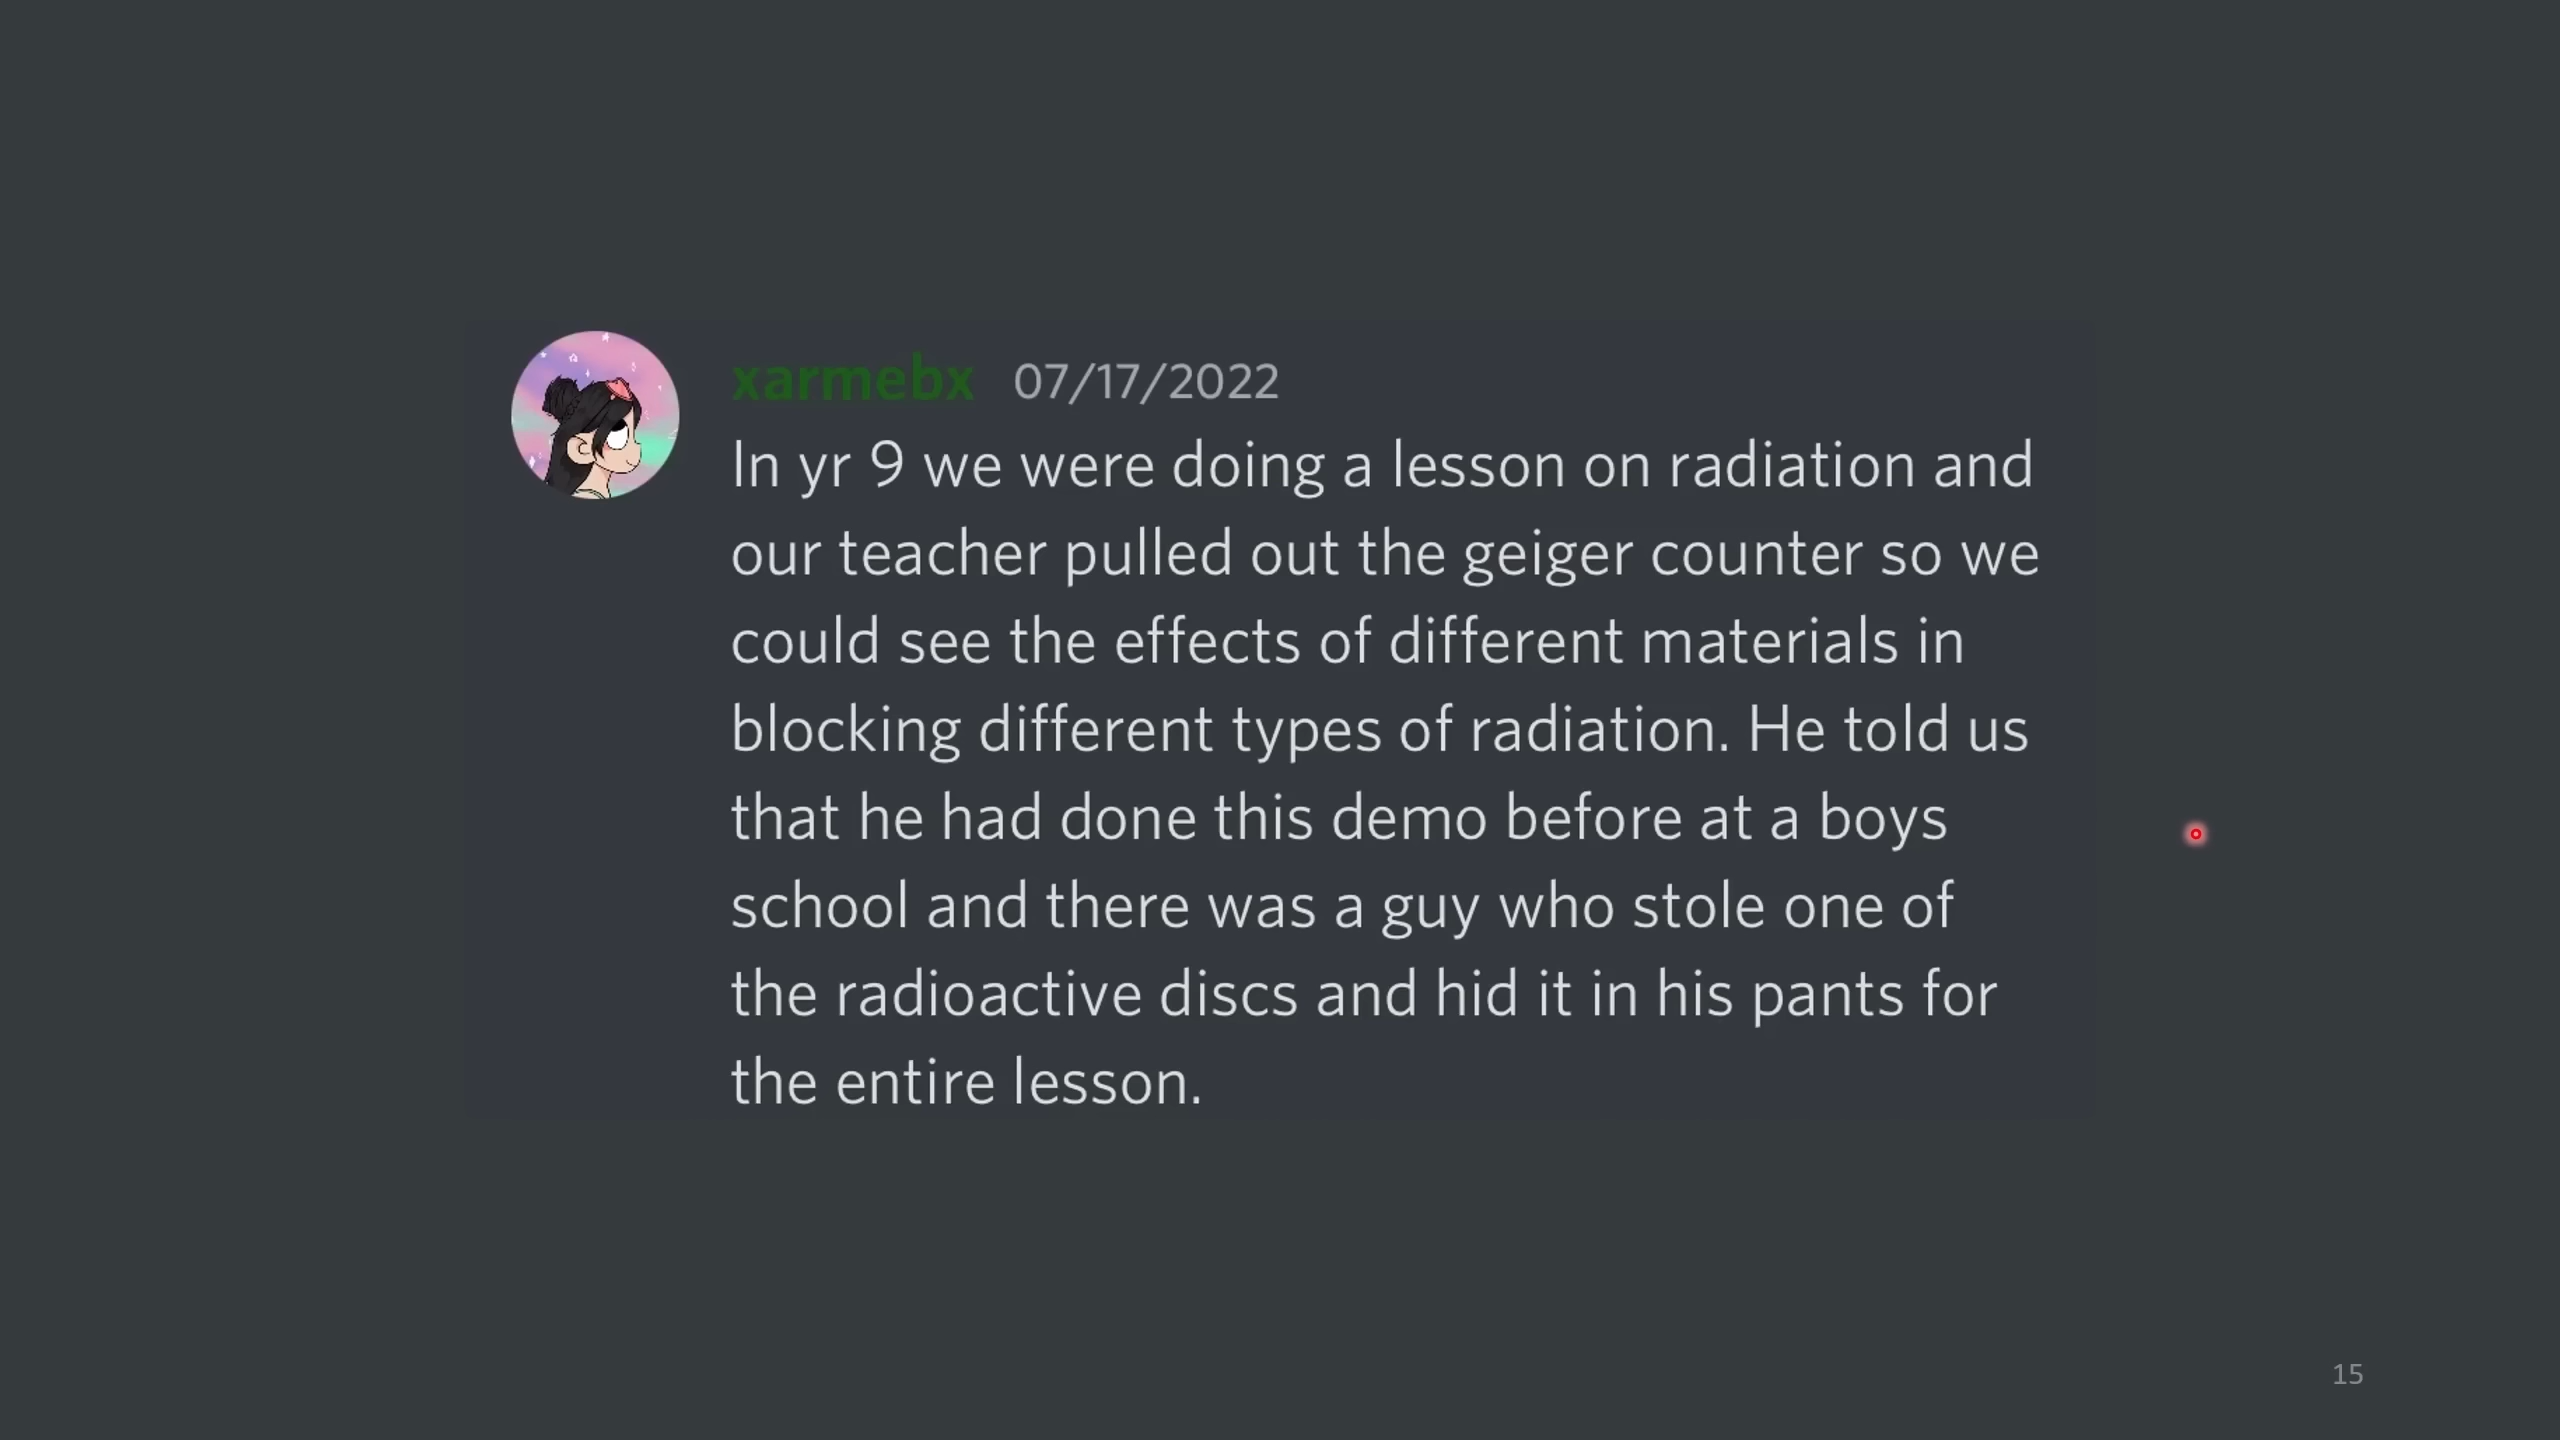 xarmebx 07/17/2022
In yr 9 we were doing a lesson on radiation and
our teacher pulled out the geiger counter so we
could see the effects of different materials in
blocking different types of radiation. He told us
that he had done this demo before at a boys
school and there was a guy who stole one of
the radioactive discs and hid it in his pants for
the entire lesson.
15